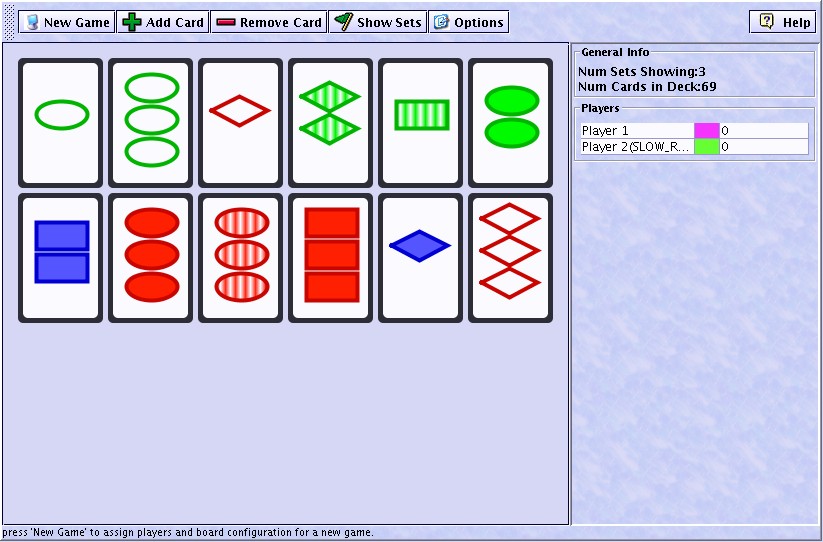 New Game Add Card Remove Card Show Sets Options Help
General Info
Num Sets Showing:3
Num Cards in Deck:69
Players
Player 1 0
Player 2(SLOW_R... 0
press 'New Game' to assign players and board configuration for a new game.